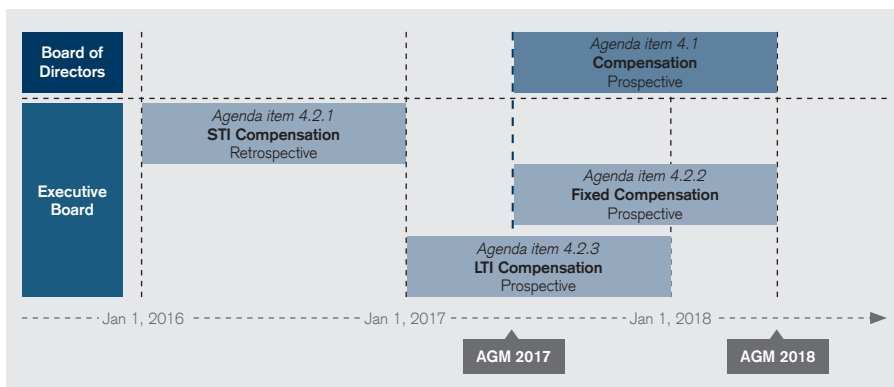 Board of
Directors
Agenda item 4.1
Compensation
Prospective
Executive
Board
Agenda item 4.2.1
STI Compensation
Retrospective
Agenda item 4.2.2
Fixed Compensation
Prospective
Agenda item 4.2.3
LTI Compensation
Prospective
Jan 1, 2016
Jan 1, 2017
Jan 1, 2018
AGM 2017
AGM 2018